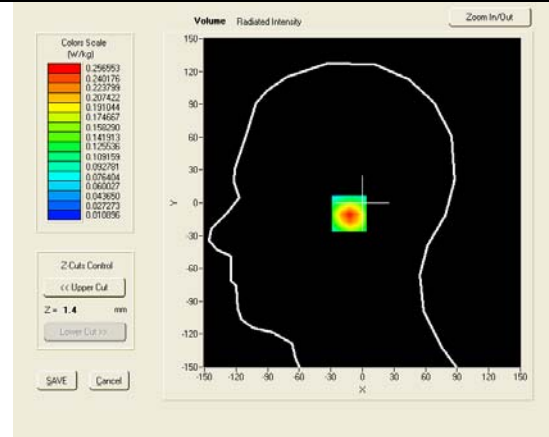 Volume Radiated Intensity
Zoom In/Out
Colors Scale
(W/kg)
0.256553
0.240176
0.223799
0.207422
0.191044
0.174667
0.158290
0.141913
0.125536
0.109159
0.092781
0.076404
0.060027
0.043650
0.027273
0.010896
Z-Cuts Control
<< Upper Cut
Z = 1.4 mm
Lower Cut >>
SAVE Cancel
150-
120-
90-
60-
30-
0-
-30-
-60-
-90-
-120-
-150-
Y
-150 -120 -90 -60 -30 0 30 60 90 120 150
X